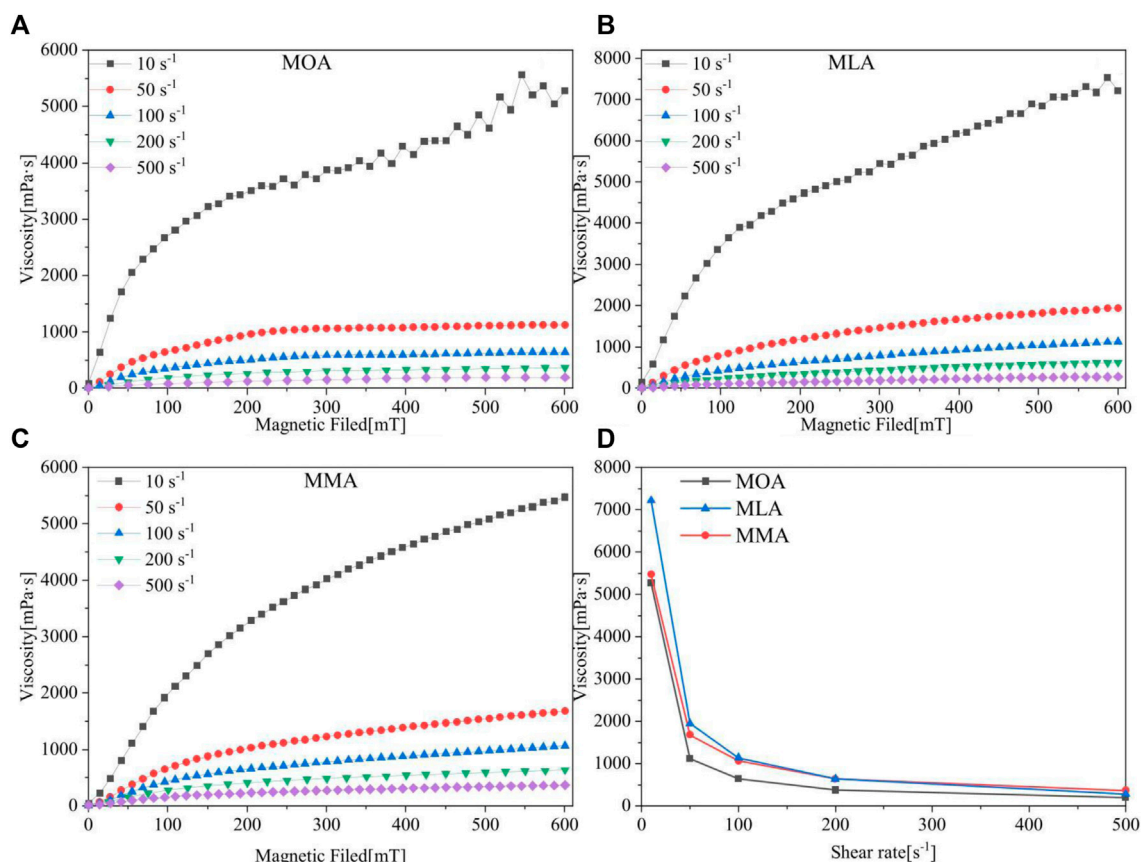 A
MOA
10 s⁻¹
50 s⁻¹
100 s⁻¹
200 s⁻¹
500 s⁻¹
Viscosity[mPa·s]
6000
5000
4000
3000
2000
1000
0
0 100 200 300 400 500 600
Magnetic Filed[mT]
B
MLA
10 s⁻¹
50 s⁻¹
100 s⁻¹
200 s⁻¹
500 s⁻¹
Viscosity[mPa·s]
8000
7000
6000
5000
4000
3000
2000
1000
0
0 100 200 300 400 500 600
Magnetic Filed[mT]
C
MMA
10 s⁻¹
50 s⁻¹
100 s⁻¹
200 s⁻¹
500 s⁻¹
Viscosity[mPa·s]
6000
5000
4000
3000
2000
1000
0
0 100 200 300 400 500 600
Magnetic Filed[mT]
D
MOA
MLA
MMA
Viscosity[mPa·s]
8000
7000
6000
5000
4000
3000
2000
1000
0
0 100 200 300 400 500
Shear rate[s⁻¹]